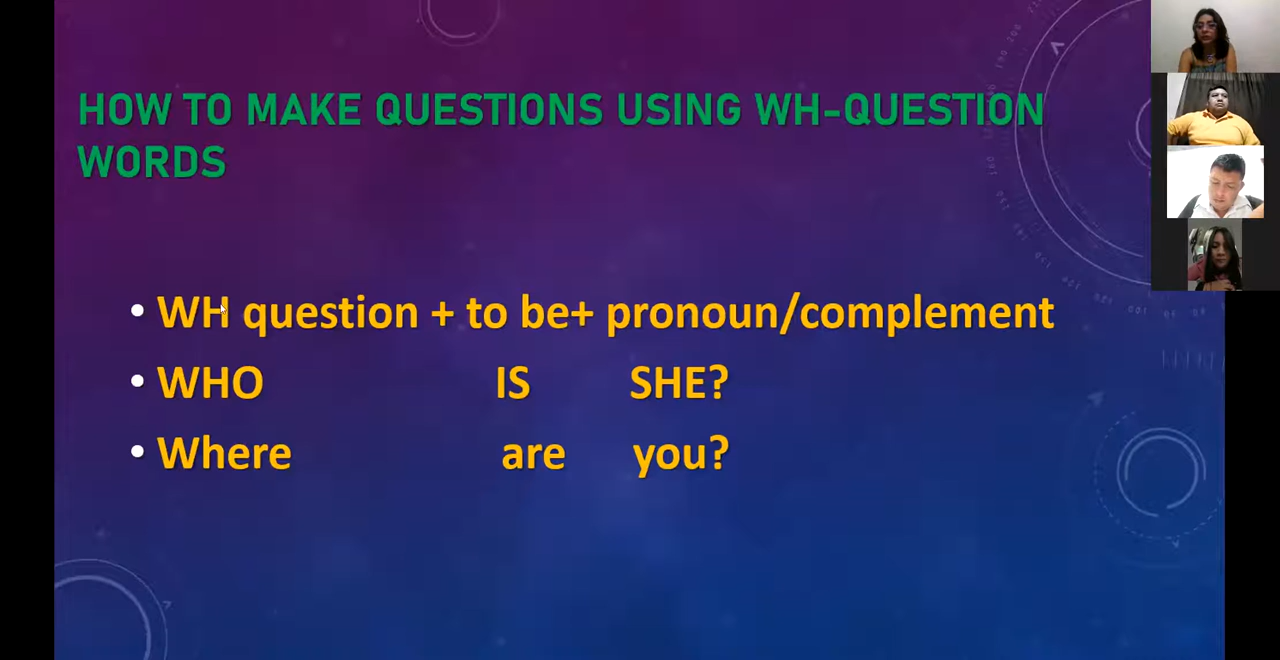 HOW TO MAKE QUESTIONS USING WH-QUESTION
WORDS
• WH question + to be+ pronoun/complement
• WHO IS SHE?
• Where are you?